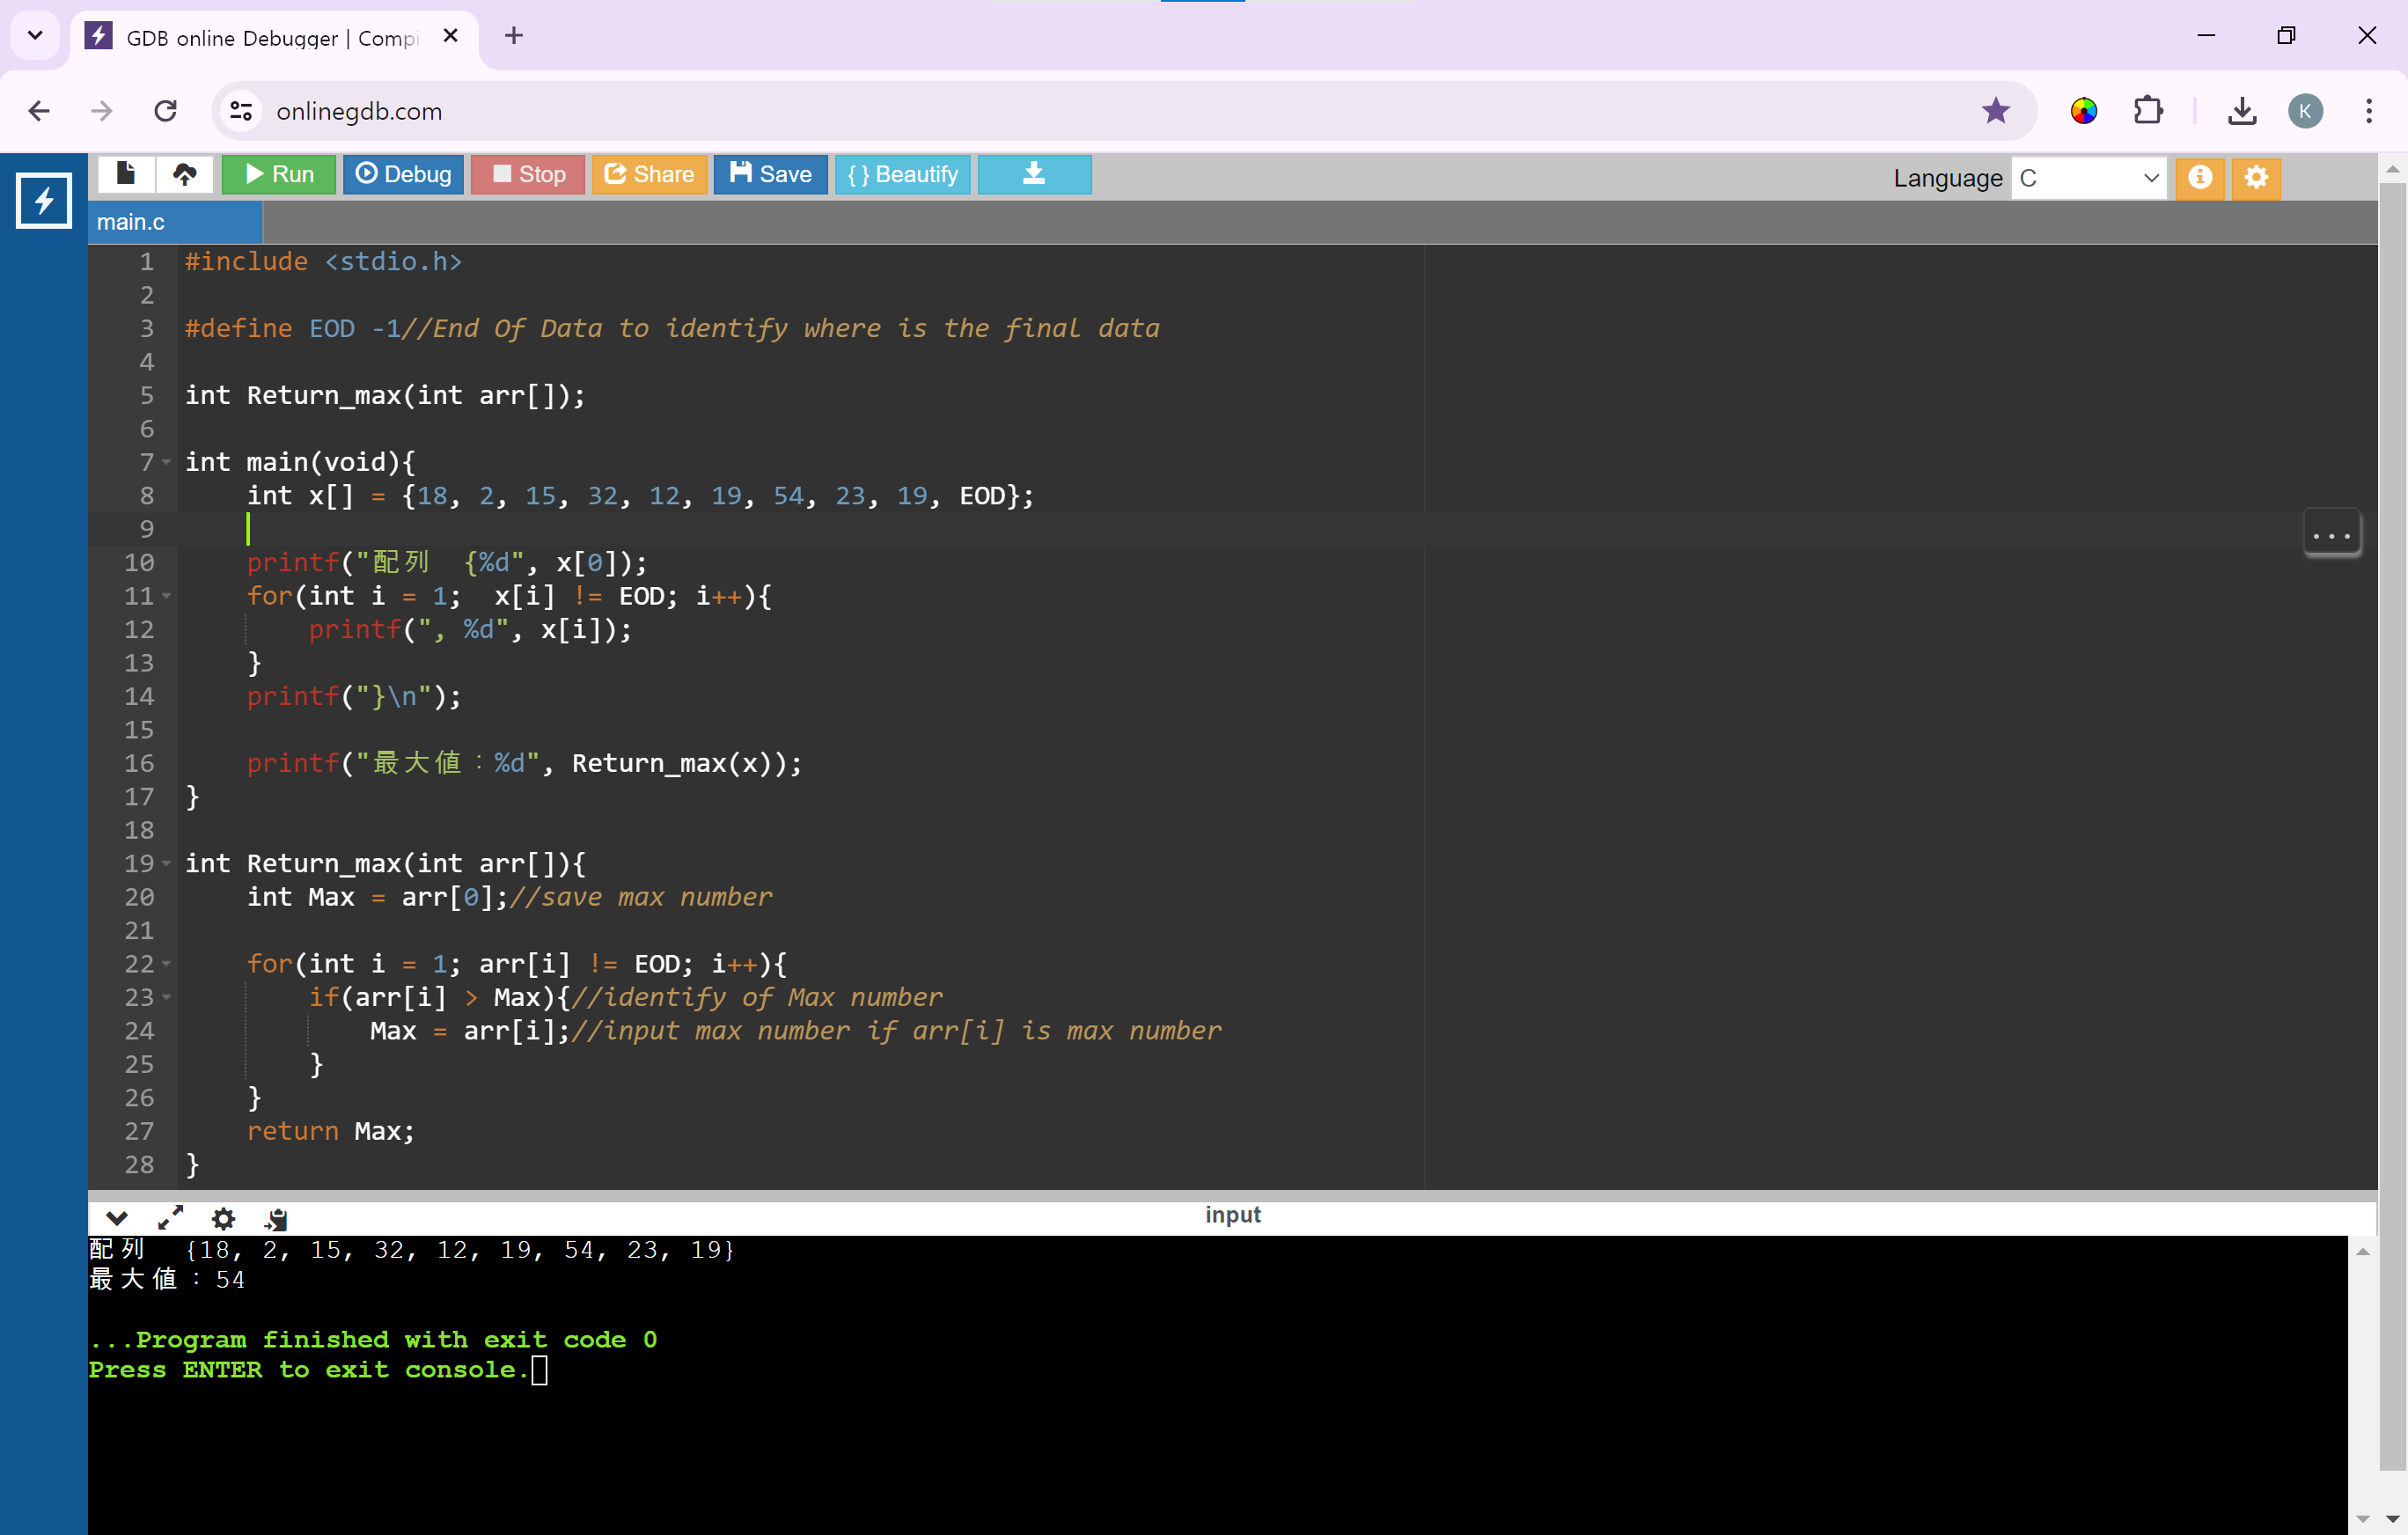 GDB online Debugger | Comp
onlinegdb.com
K
Run
Debug
Stop
Share
Save
{ } Beautify
Language
C
main.c
1 #include <stdio.h>
2
3 #define EOD -1//End Of Data to identify where is the final data
4
5 int Return_max(int arr[]);
6
7 int main(void){
8     int x[] = {18, 2, 15, 32, 12, 19, 54, 23, 19, EOD};
9
10     printf("配列　{%d", x[0]);
11     for(int i = 1;  x[i] != EOD; i++){
12         printf(", %d", x[i]);
13     }
14     printf("}\n");
15
16     printf("最大値：%d", Return_max(x));
17 }
18
19 int Return_max(int arr[]){
20     int Max = arr[0];//save max number
21
22     for(int i = 1; arr[i] != EOD; i++){
23         if(arr[i] > Max){//identify of Max number
24             Max = arr[i];//input max number if arr[i] is max number
25         }
26     }
27     return Max;
28 }
...
input
配列　{18, 2, 15, 32, 12, 19, 54, 23, 19}
最大値：54
...Program finished with exit code 0
Press ENTER to exit console.